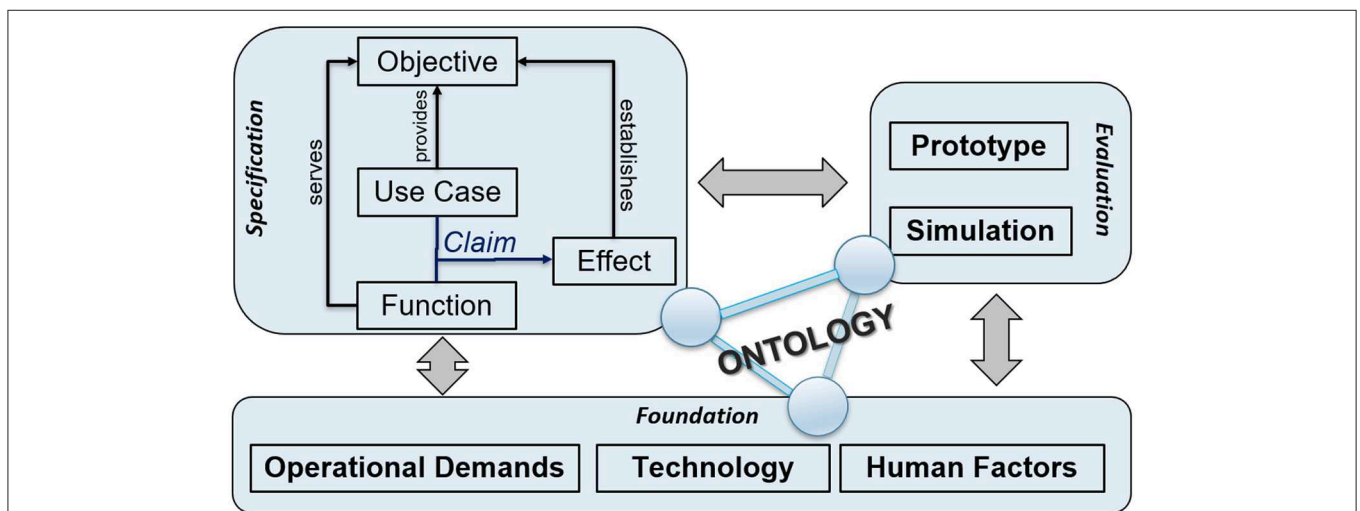 Specification
Objective
serves
provides
establishes
Use Case
Claim
Effect
Function
Prototype
Simulation
Evaluation
ONTOLOGY
Foundation
Operational Demands
Technology
Human Factors